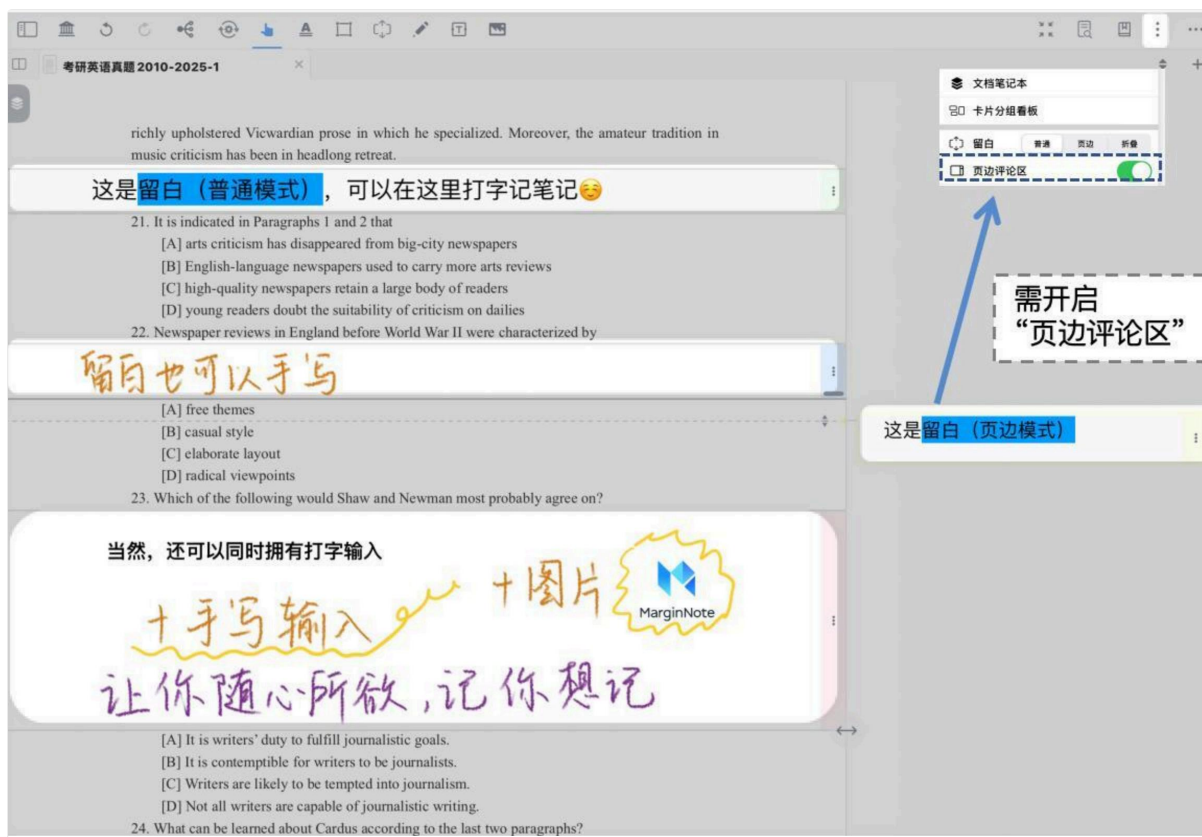 考研英语真题2010-2025-1
文档笔记本
卡片分组看板
留白 普通 页边 折叠
页边评论区
richly upholstered Vicwardian prose in which he specialized. Moreover, the amateur tradition in
music criticism has been in headlong retreat.
这是留白（普通模式），可以在这里打字记笔记☺️
21. It is indicated in Paragraphs 1 and 2 that
[A] arts criticism has disappeared from big-city newspapers
[B] English-language newspapers used to carry more arts reviews
[C] high-quality newspapers retain a large body of readers
[D] young readers doubt the suitability of criticism on dailies
22. Newspaper reviews in England before World War II were characterized by
需开启
“页边评论区”
留白也可以手写
[A] free themes
[B] casual style
[C] elaborate layout
[D] radical viewpoints
这是留白（页边模式）
23. Which of the following would Shaw and Newman most probably agree on?
当然，还可以同时拥有打字输入
+手写输入
+图片
MarginNote
让你随心所欲,记你想记
[A] It is writers' duty to fulfill journalistic goals.
[B] It is contemptible for writers to be journalists.
[C] Writers are likely to be tempted into journalism.
[D] Not all writers are capable of journalistic writing.
24. What can be learned about Cardus according to the last two paragraphs?